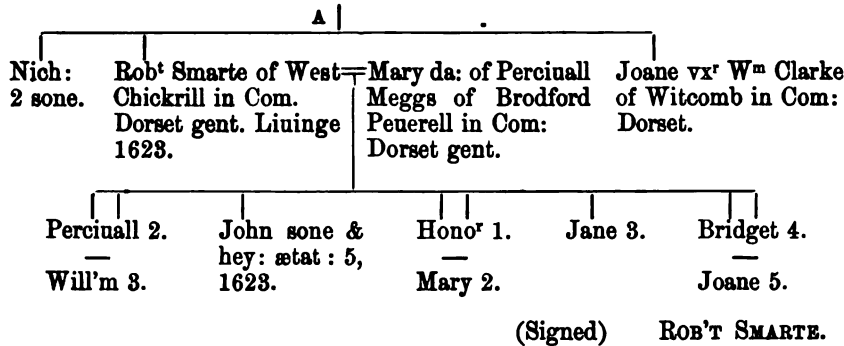 A
Nich:
2 sone.
Robᵗ Smarte of West
Chickrill in Com.
Dorset gent. Liuinge
1623.
Mary da: of Perciuall
Meggs of Brodford
Peuerell in Com:
Dorset gent.
Joane vxʳ Wᵐ Clarke
of Witcomb in Com:
Dorset.
Perciuall 2.
Will'm 3.
John sone &
hey: ætat: 5,
1623.
Honoʳ 1.
Mary 2.
Jane 3.
Bridget 4.
Joane 5.
(Signed) ROB'T SMARTE.